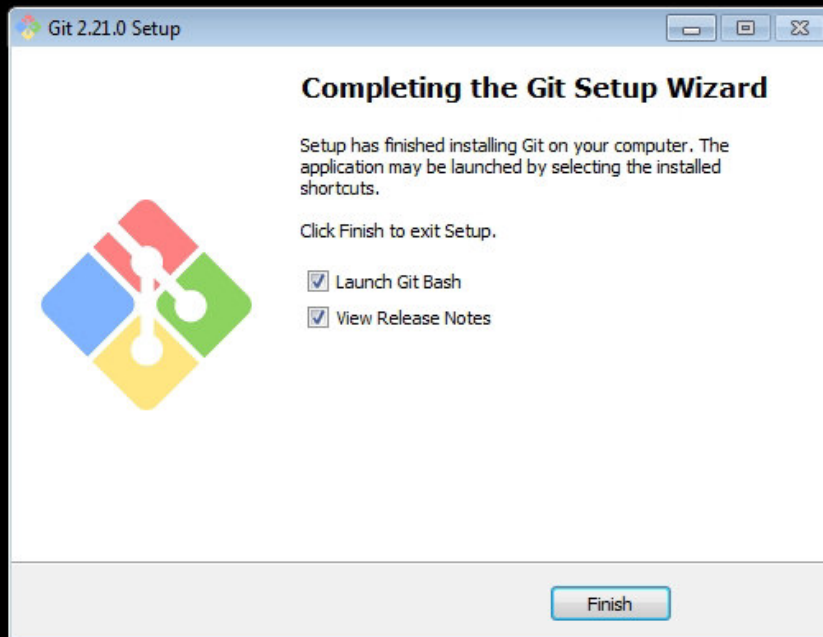 Git 2.21.0 Setup
Completing the Git Setup Wizard
Setup has finished installing Git on your computer. The
application may be launched by selecting the installed
shortcuts.
Click Finish to exit Setup.
Launch Git Bash
View Release Notes
Finish